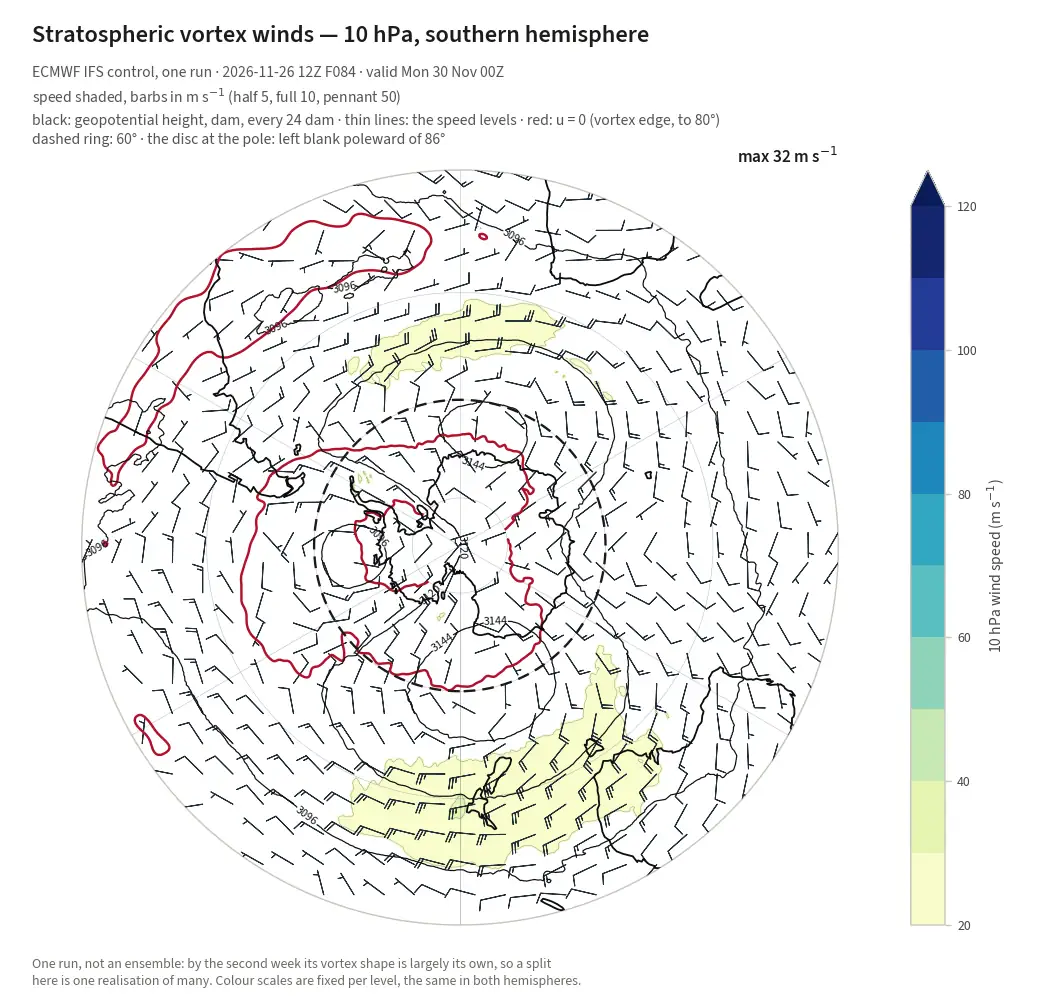 Stratospheric vortex winds — 10 hPa, southern hemisphere
ECMWF IFS control, one run · 2026-11-26 12Z F084 · valid Mon 30 Nov 00Z
speed shaded, barbs in m s⁻¹ (half 5, full 10, pennant 50)
black: geopotential height, dam, every 24 dam · thin lines: the speed levels · red: u = 0 (vortex edge, to 80°)
dashed ring: 60° · the disc at the pole: left blank poleward of 86°
max 32 m s⁻¹
120
100
80
60
40
20
10 hPa wind speed (m s⁻¹)
3096
3096
3096
3144
3096
3120
3096
3120
3144
3144
3096
One run, not an ensemble: by the second week its vortex shape is largely its own, so a split
here is one realisation of many. Colour scales are fixed per level, the same in both hemispheres.